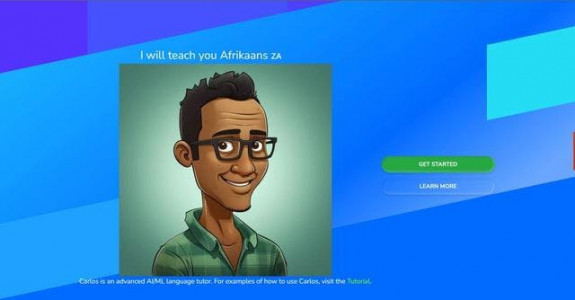 I will teach you Afrikaans ZA
GET STARTED
LEARN MORE
Carlos is an advanced AI/ML language tutor. For examples of how to use Carlos, visit the Tutorial.